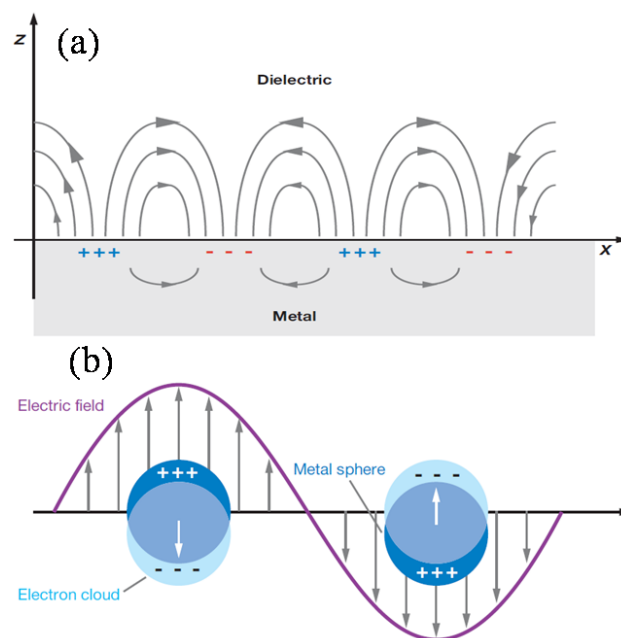 z
(a)
Dielectric
+++ - - - +++ - - -
x
Metal
(b)
Electric field
+++
Metal sphere
- - -
- - -
+++
Electron cloud